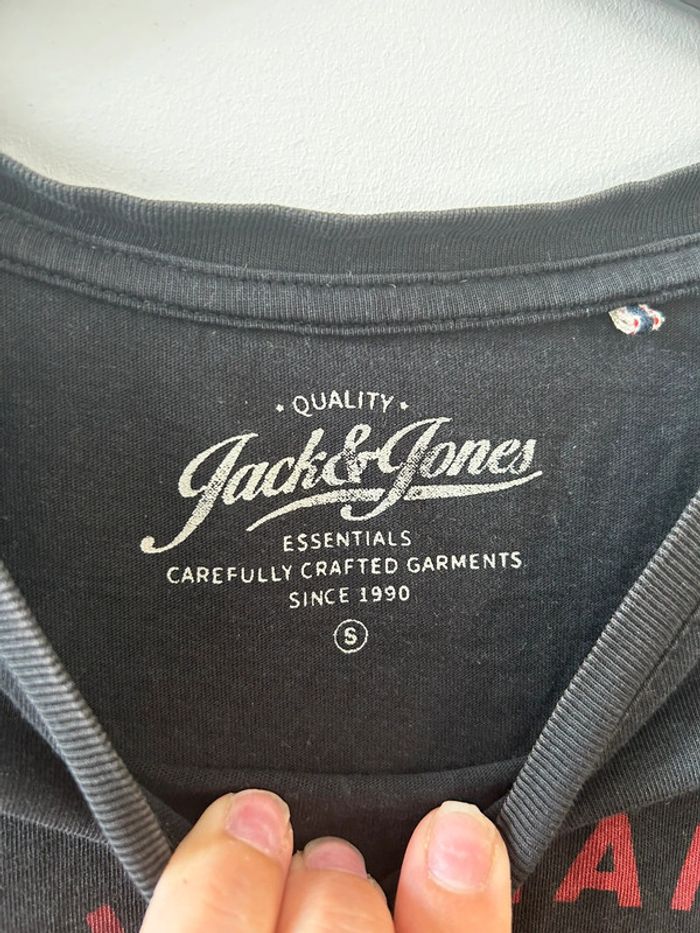 QUALITY
Jack&Jones
ESSENTIALS
CAREFULLY CRAFTED GARMENTS
SINCE 1990
S